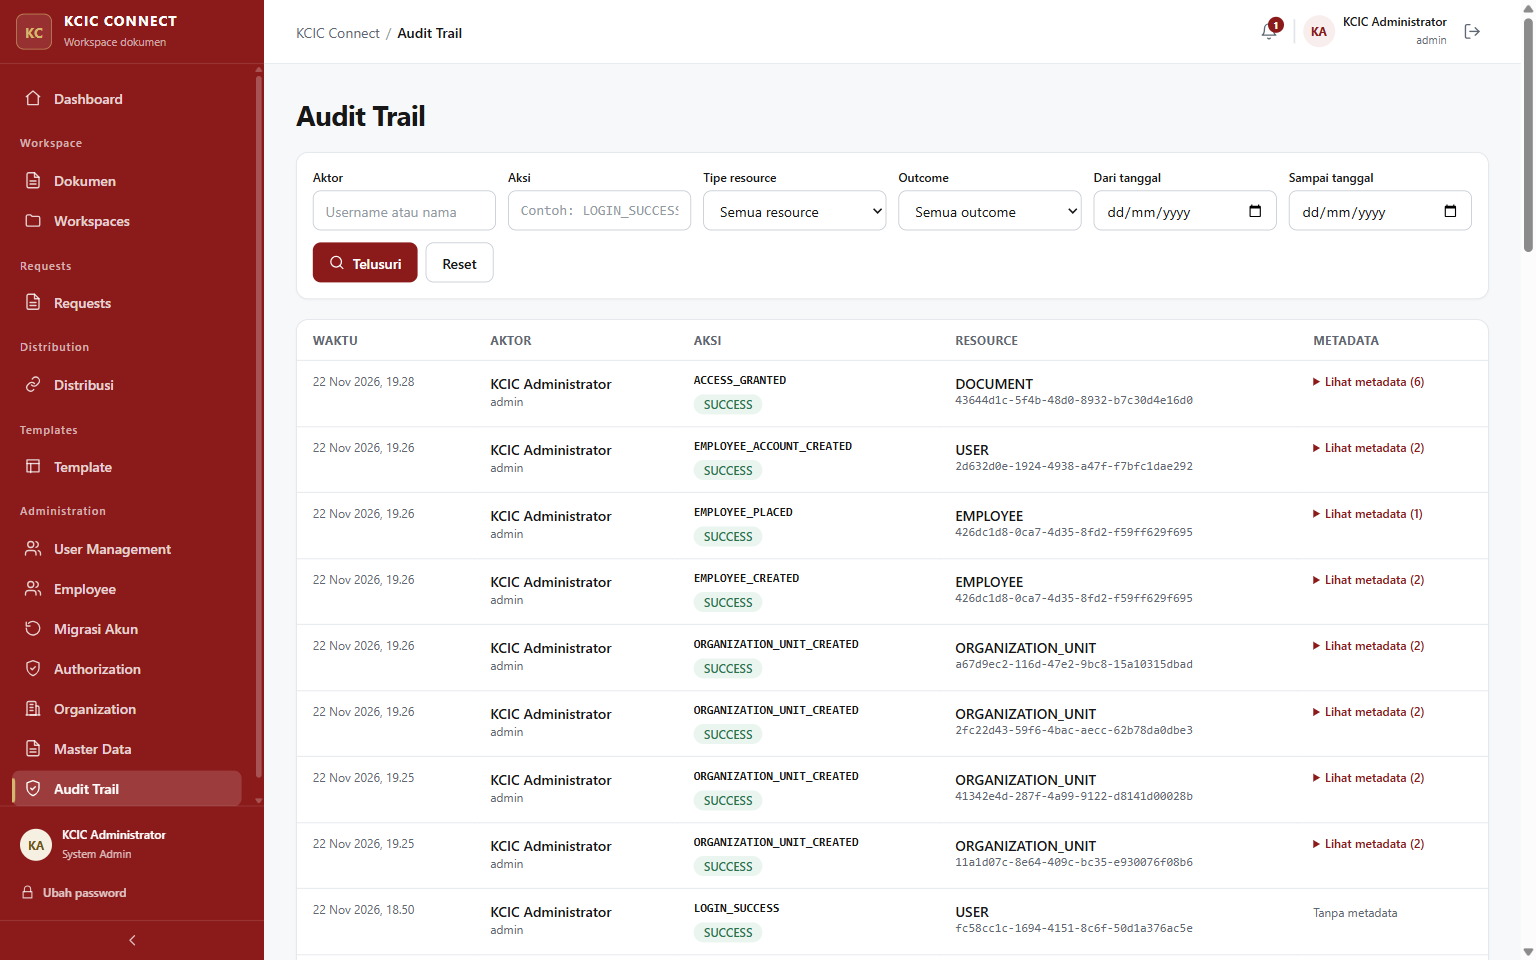 KC
KCIC CONNECT
Workspace dokumen
Dashboard
Workspace
Dokumen
Workspaces
Requests
Requests
Distribution
Distribusi
Templates
Template
Administration
User Management
Employee
Migrasi Akun
Authorization
Organization
Master Data
Audit Trail
KA
KCIC Administrator
System Admin
Ubah password
KCIC Connect / Audit Trail
1
KA
KCIC Administrator
admin
Audit Trail
Aktor
Aksi
Tipe resource
Outcome
Dari tanggal
Sampai tanggal
Username atau nama
Contoh: LOGIN_SUCCESS
Semua resource
Semua outcome
dd/mm/yyyy
dd/mm/yyyy
Telusuri
Reset
WAKTU AKTOR AKSI RESOURCE METADATA
22 Nov 2026, 19.28
KCIC Administrator
admin
ACCESS_GRANTED
SUCCESS
DOCUMENT
43644d1c-5f4b-48d0-8932-b7c30d4e16d0
Lihat metadata (6)
22 Nov 2026, 19.26
KCIC Administrator
admin
EMPLOYEE_ACCOUNT_CREATED
SUCCESS
USER
2d632d0e-1924-4938-a47f-f7bfc1dae292
Lihat metadata (2)
22 Nov 2026, 19.26
KCIC Administrator
admin
EMPLOYEE_PLACED
SUCCESS
EMPLOYEE
426dc1d8-0ca7-4d35-8fd2-f59ff629f695
Lihat metadata (1)
22 Nov 2026, 19.26
KCIC Administrator
admin
EMPLOYEE_CREATED
SUCCESS
EMPLOYEE
426dc1d8-0ca7-4d35-8fd2-f59ff629f695
Lihat metadata (2)
22 Nov 2026, 19.26
KCIC Administrator
admin
ORGANIZATION_UNIT_CREATED
SUCCESS
ORGANIZATION_UNIT
a67d9ec2-116d-47e2-9bc8-15a10315dbad
Lihat metadata (2)
22 Nov 2026, 19.26
KCIC Administrator
admin
ORGANIZATION_UNIT_CREATED
SUCCESS
ORGANIZATION_UNIT
2fc22d43-59f6-4bac-aecc-62b78da0dbe3
Lihat metadata (2)
22 Nov 2026, 19.25
KCIC Administrator
admin
ORGANIZATION_UNIT_CREATED
SUCCESS
ORGANIZATION_UNIT
41342e4d-287f-4a99-9122-d8141d00028b
Lihat metadata (2)
22 Nov 2026, 19.25
KCIC Administrator
admin
ORGANIZATION_UNIT_CREATED
SUCCESS
ORGANIZATION_UNIT
11a1d07c-8e64-409c-bc35-e930076f08b6
Lihat metadata (2)
22 Nov 2026, 18.50
KCIC Administrator
admin
LOGIN_SUCCESS
SUCCESS
USER
fc58cc1c-1694-4151-8c6f-50d1a376ac5e
Tanpa metadata